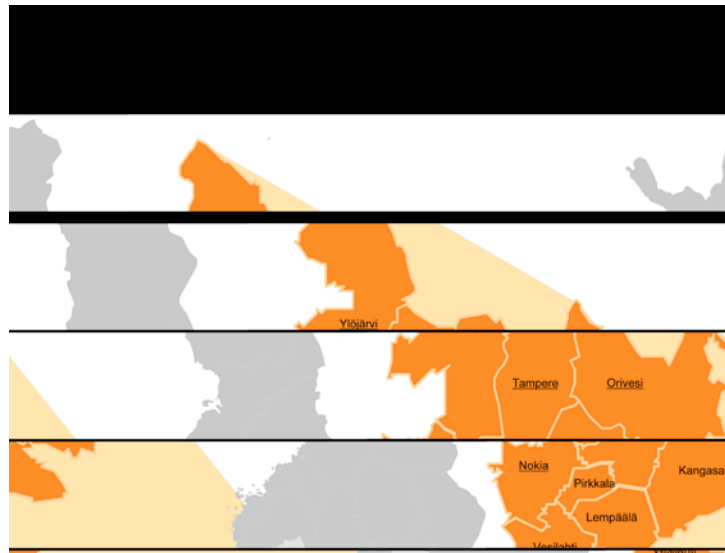 Ylöjärvi
Tampere
Orivesi
Nokia
Pirkkala
Kangasa
Lempäälä
Vesilahti